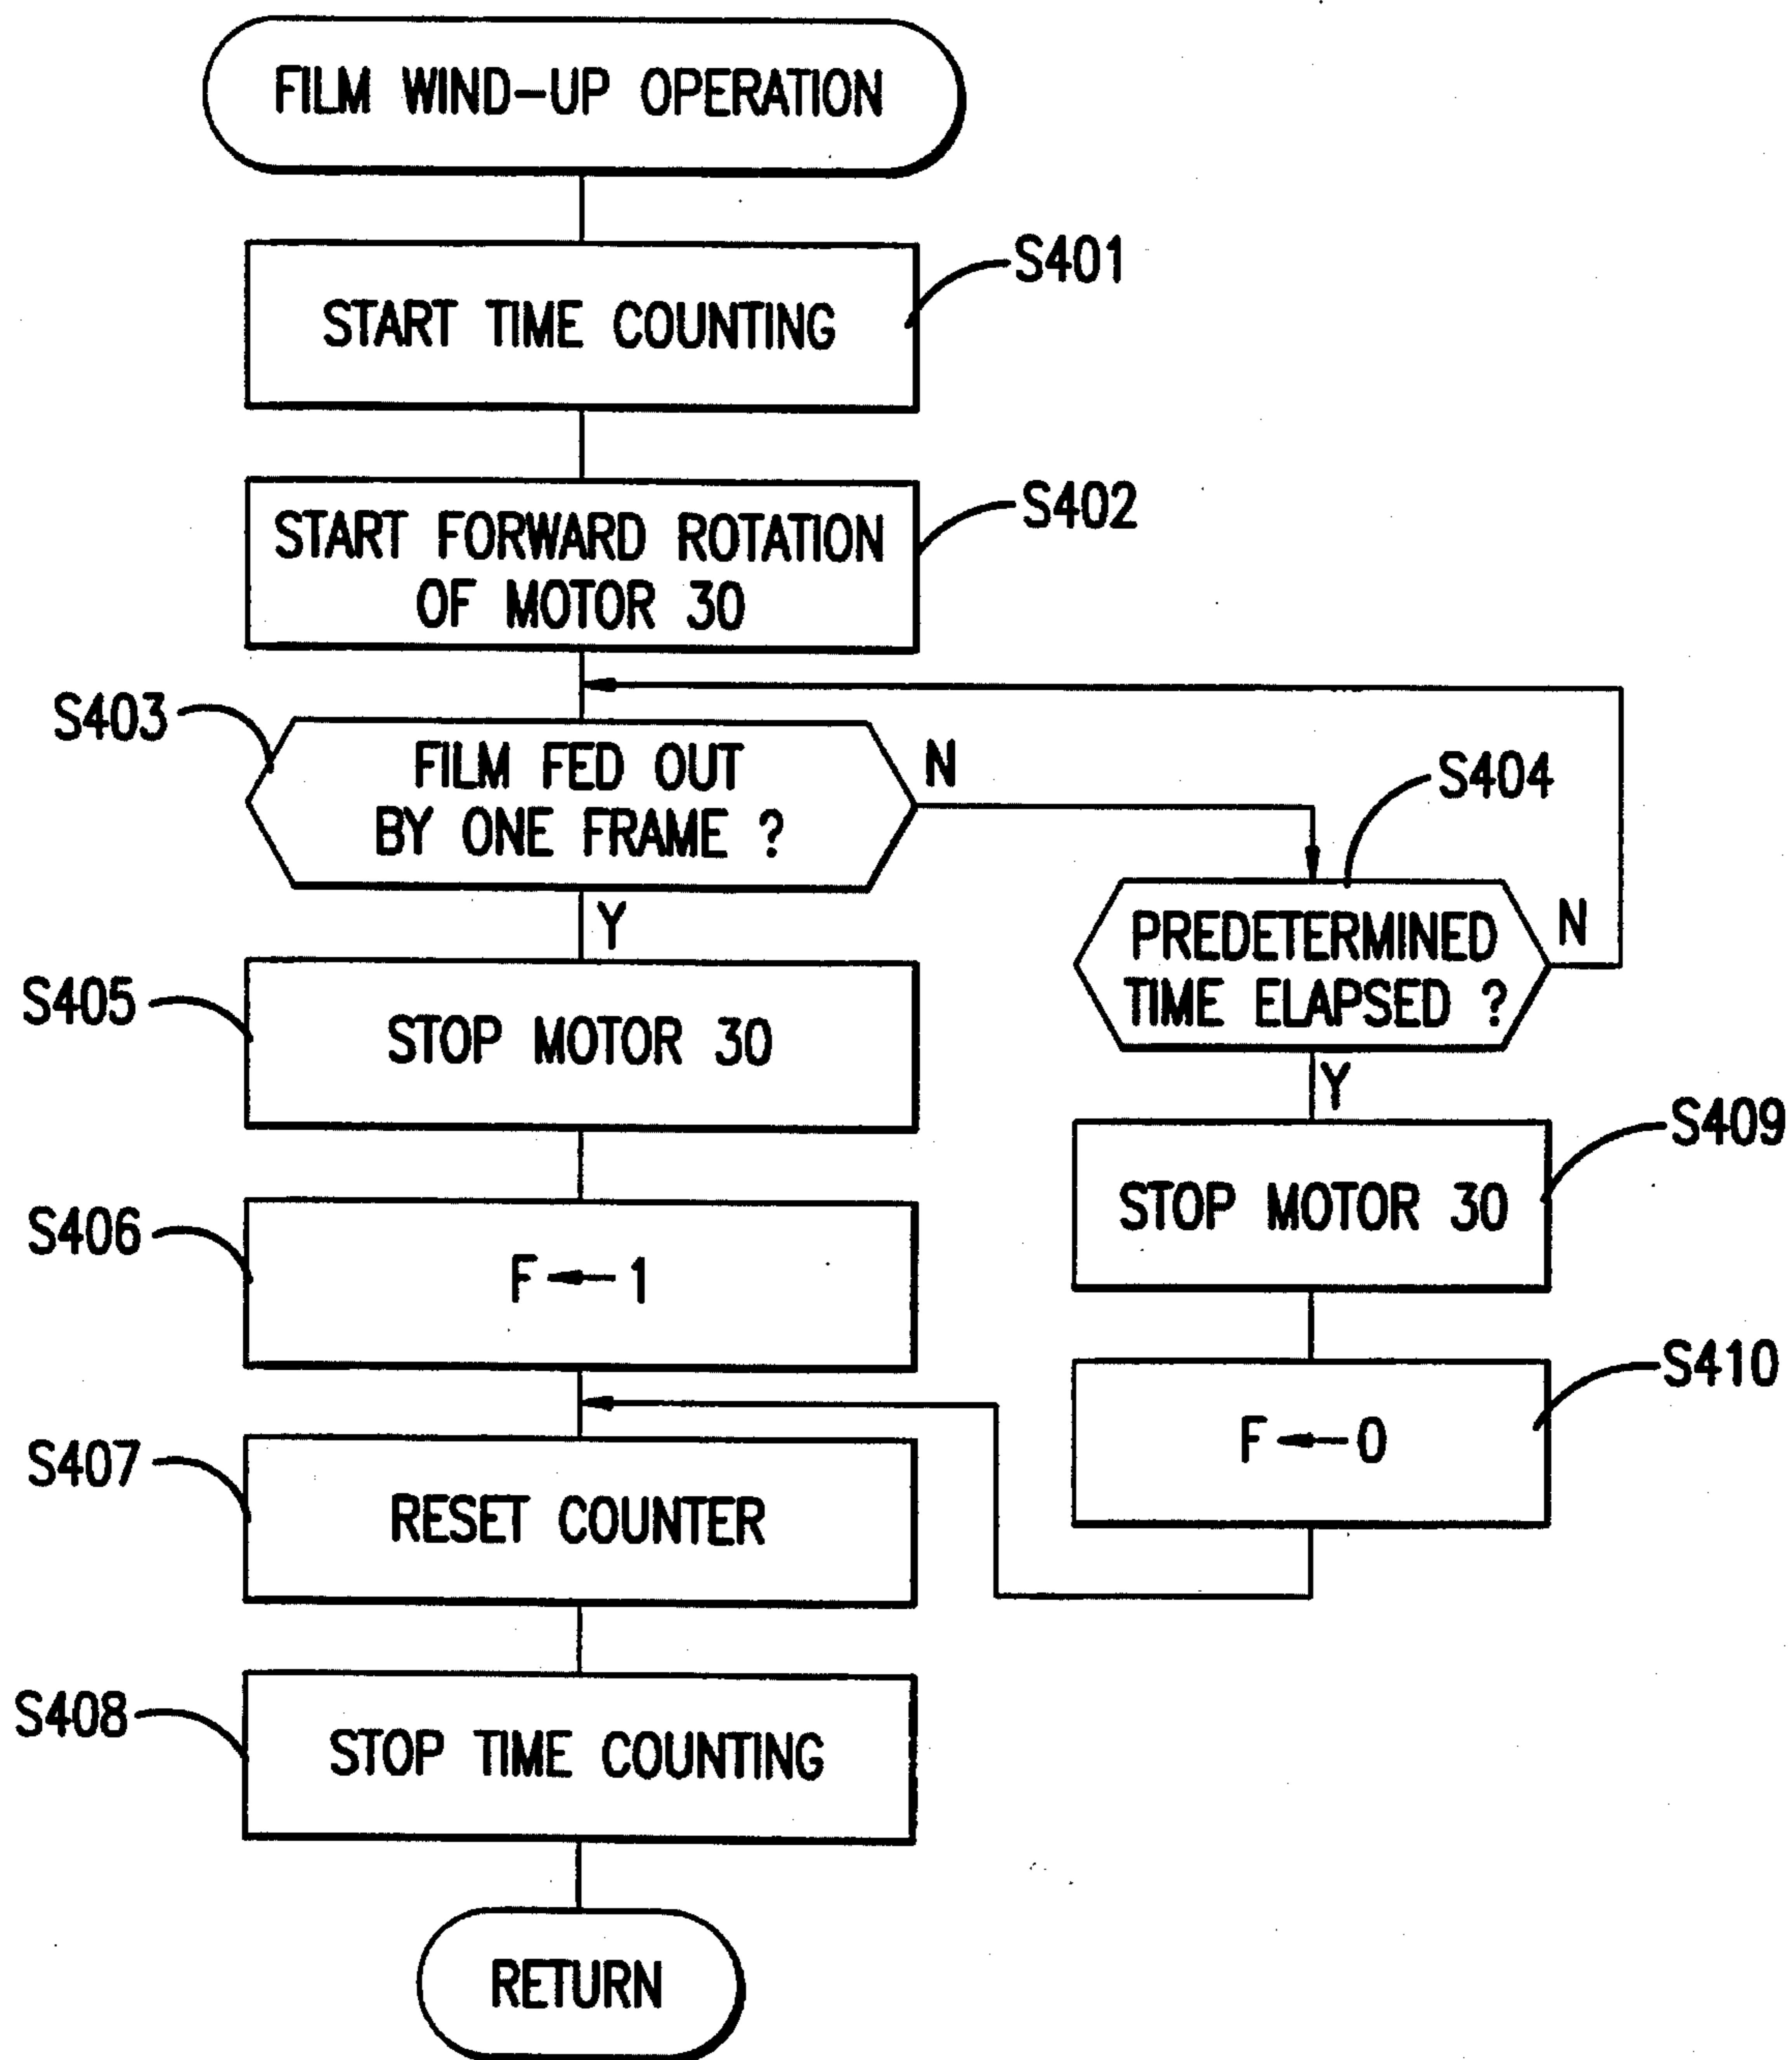 FILM WIND-UP OPERATION
S401
START TIME COUNTING
S402
START FORWARD ROTATION
OF MOTOR 30
S403
FILM FED OUT
BY ONE FRAME ?
N
Y
S404
PREDETERMINED
TIME ELAPSED ?
N
Y
S405
STOP MOTOR 30
S409
STOP MOTOR 30
S406
F ← 1
S410
F ← 0
S407
RESET COUNTER
S408
STOP TIME COUNTING
RETURN